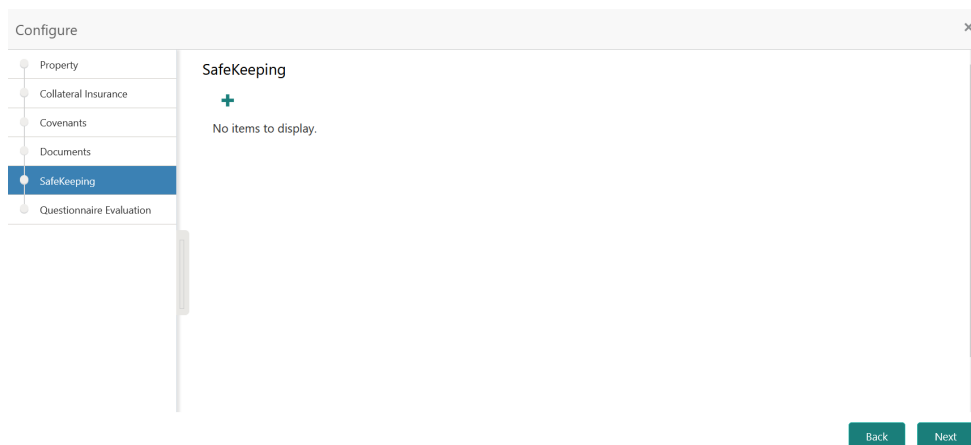 Configure
Property
Collateral Insurance
Covenants
Documents
SafeKeeping
Questionnaire Evaluation
SafeKeeping
No items to display.
Back
Next